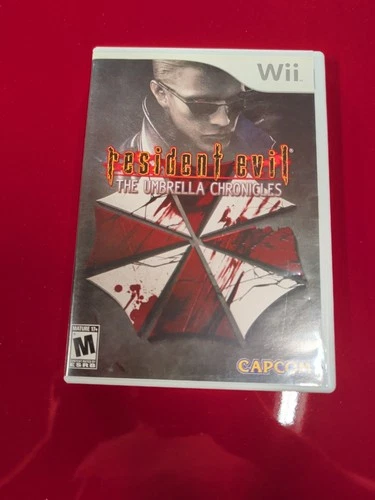 Wii
resident evil
THE UMBRELLA CHRONICLES
MATURE 17+
M
ESRB
CAPCOM